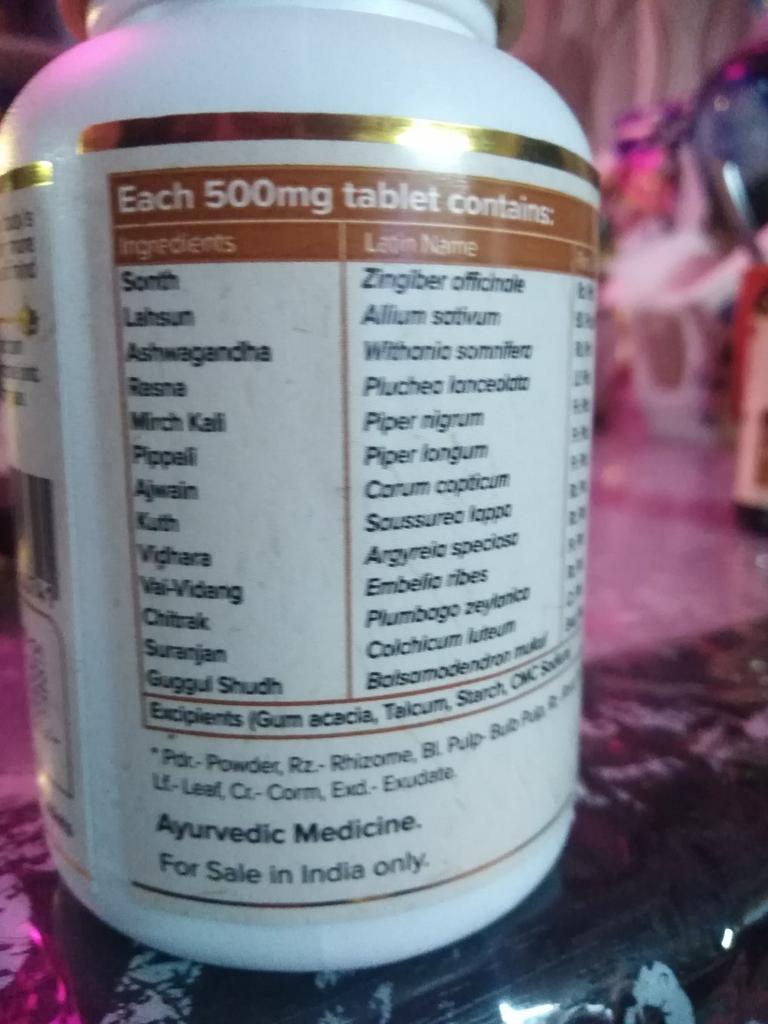 Each 500mg tablet contains:
Ingredients Latin Name
Sonth Zingiber officinale
Lahsun Allium sativum
Ashwagandha Withania somnifera
Rasna Pluchea lanceolata
Mirch Kali Piper nigrum
Pippali Piper longum
Ajwain Carum copticum
Kuth Saussurea lappa
Vidhara Argyreia speciosa
Vai-Vidang Embelia ribes
Chitrak Plumbago zeylanica
Suranjan Colchicum luteum
Guggul Shudh Balsamodendron mukul
Excipients (Gum acacia, Talcum, Starch, CMC Sodium
* Pdr.- Powder, Rz.- Rhizome, Bl. Pulp- Bulb Pulp,
Lf.- Leaf, Cr.- Corm, Exd.- Exudate.
Ayurvedic Medicine.
For Sale in India only.